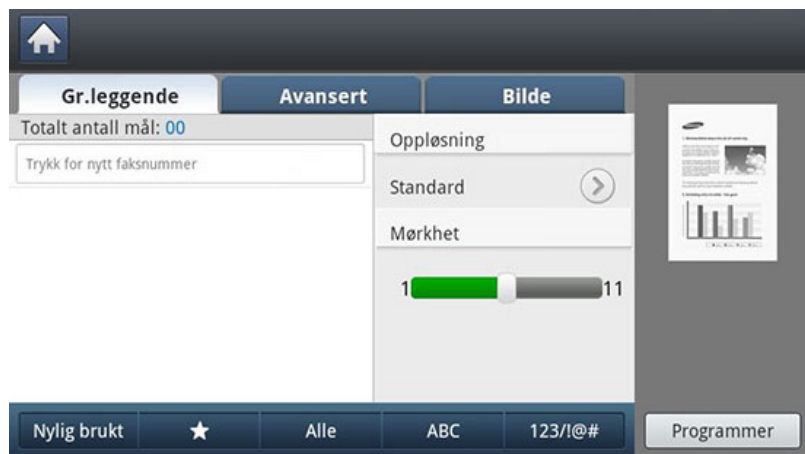 Gr.leggende Avansert Bilde
Totalt antall mål: 00
Trykk for nytt faksnummer
Oppløsning
Standard
Mørkhet
1 11
Nylig brukt ★ Alle ABC 123/!@# Programmer